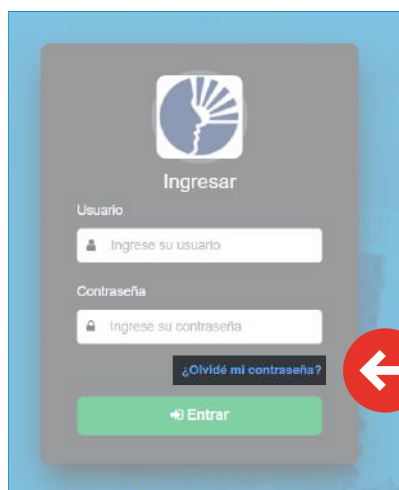 Ingresar
Usuario
Ingrese su usuario
Contraseña
Ingrese su contraseña
¿Olvidé mi contraseña?
Entrar